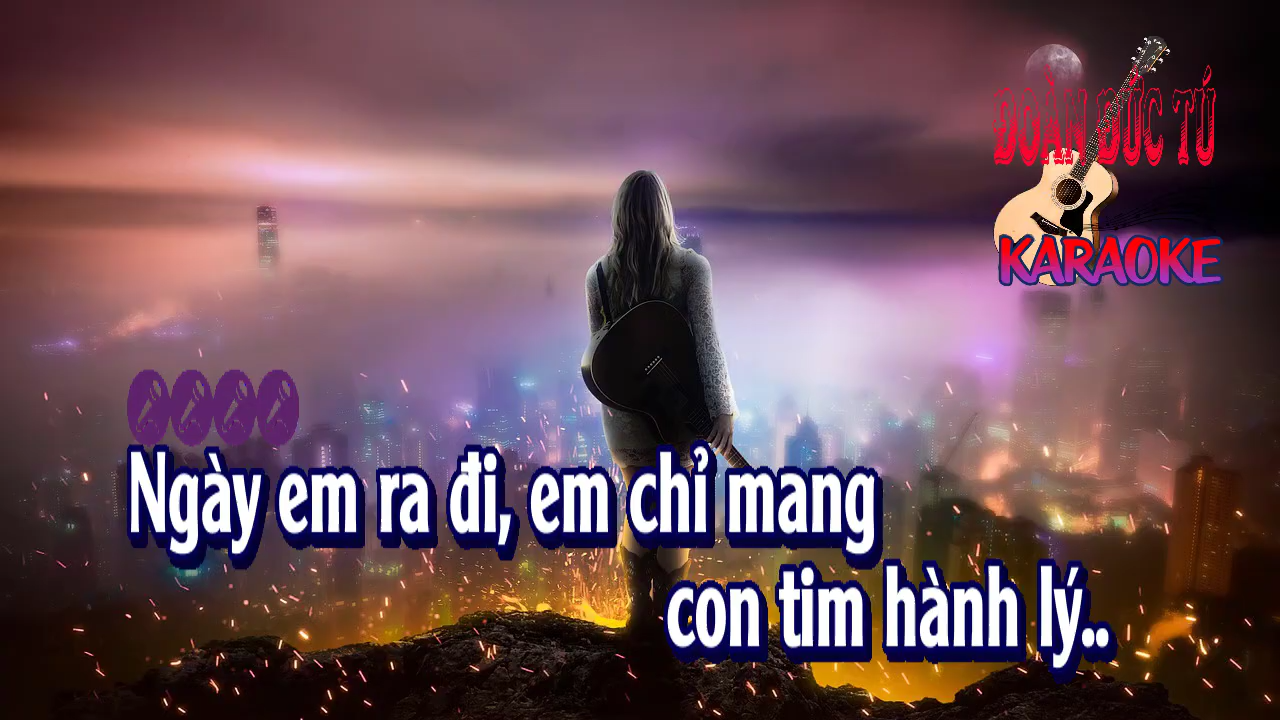 ĐOÀN ĐỨC TÚ
KARAOKE
Ngày em ra đi, em chỉ mang
con tim hành lý..